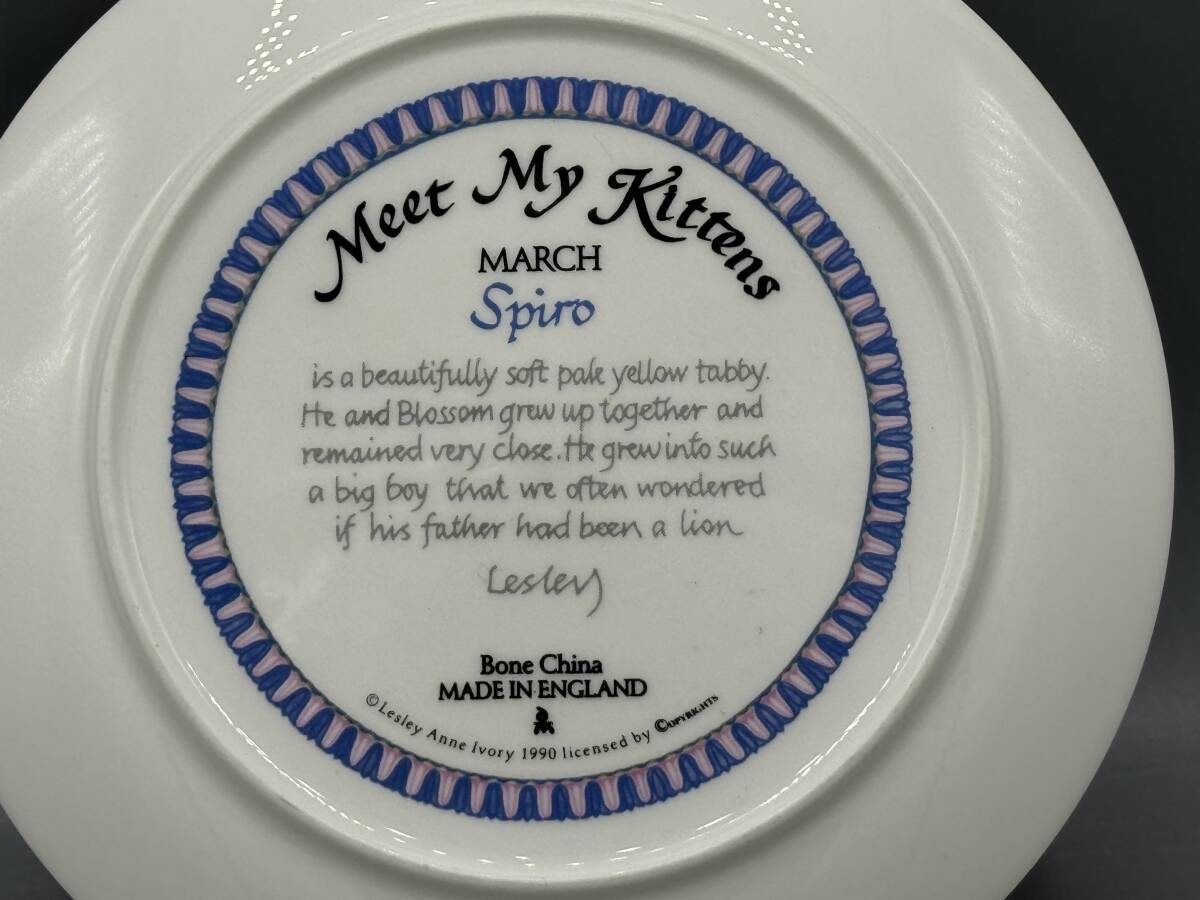 Meet My Kittens
MARCH
Spiro
is a beautifully soft pale yellow tabby.
He and Blossom grew up together and
remained very close. He grew into such
a big boy that we often wondered
if his father had been a lion
Lesley
Bone China
MADE IN ENGLAND
© Lesley Anne Ivory 1990 licensed by ©OPYRIGHTS